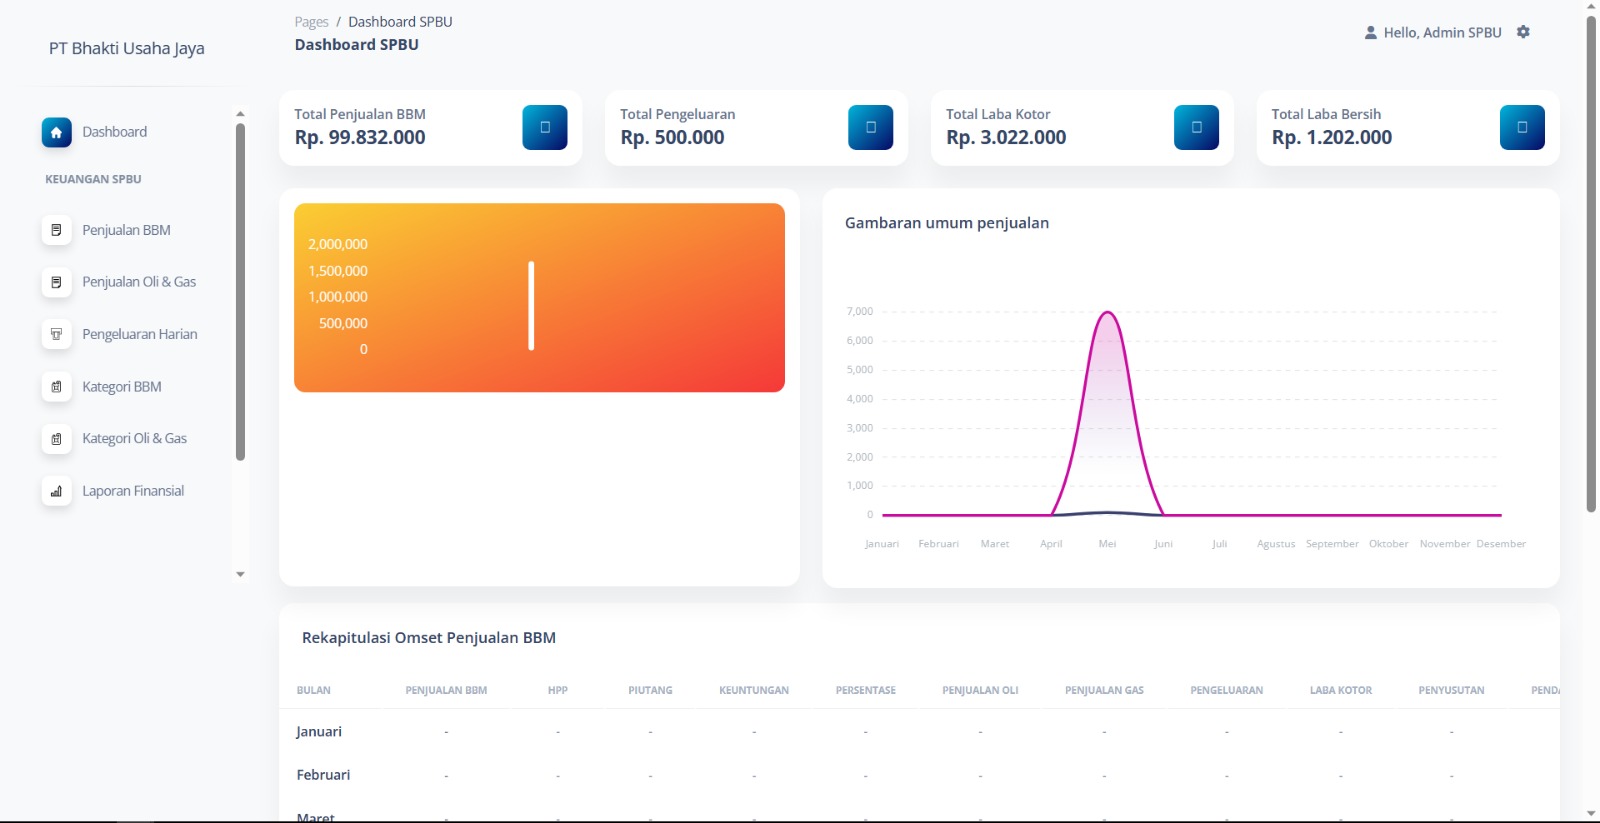 PT Bhakti Usaha Jaya
Dashboard
KEUANGAN SPBU
Penjualan BBM
Penjualan Oli & Gas
Pengeluaran Harian
Kategori BBM
Kategori Oli & Gas
Laporan Finansial
Pages / Dashboard SPBU
Dashboard SPBU
Hello, Admin SPBU
Total Penjualan BBM
Rp. 99.832.000
Total Pengeluaran
Rp. 500.000
Total Laba Kotor
Rp. 3.022.000
Total Laba Bersih
Rp. 1.202.000
2,000,000
1,500,000
1,000,000
500,000
0
Gambaran umum penjualan
7,000
6,000
5,000
4,000
3,000
2,000
1,000
0
Januari Februari Maret April Mei Juni Juli Agustus September Oktober November Desember
Rekapitulasi Omset Penjualan BBM
BULAN PENJUALAN BBM HPP PIUTANG KEUNTUNGAN PERSENTASE PENJUALAN OLI PENJUALAN GAS PENGELUARAN LABA KOTOR PENYUSUTAN PENDA
Januari - - - - - - - - - -
Februari - - - - - - - - - -
Maret